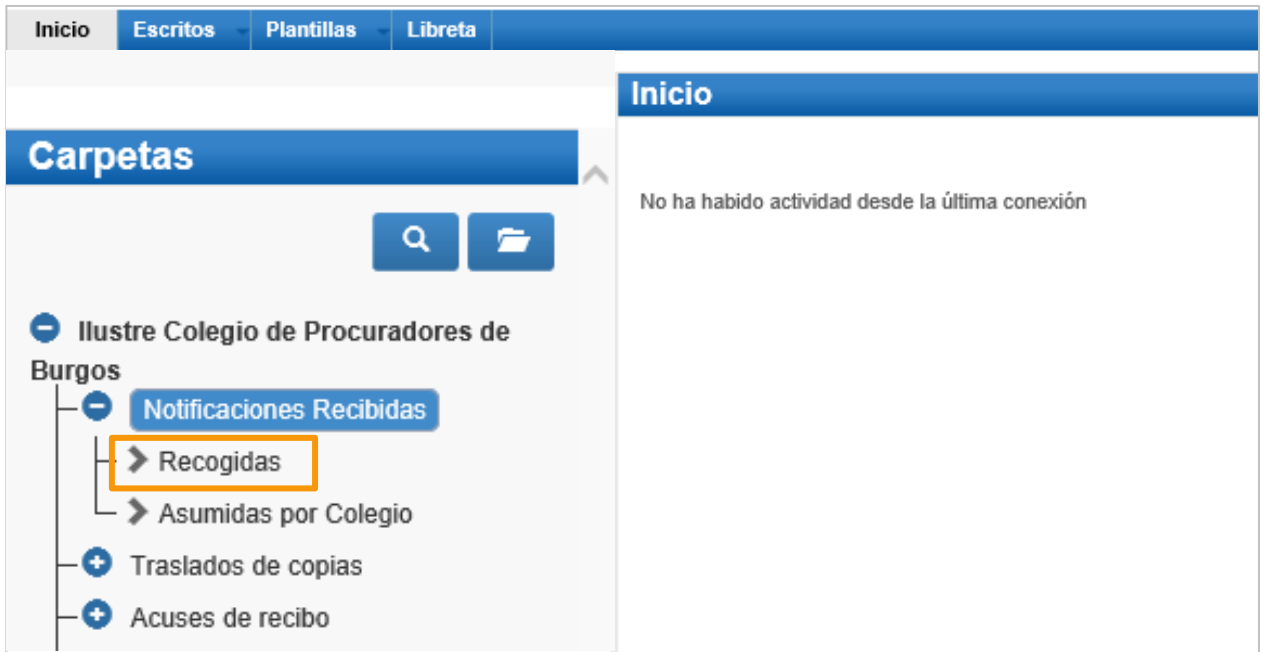 Inicio Escritos Plantillas Libreta
Inicio
Carpetas
No ha habido actividad desde la última conexión
Ilustre Colegio de Procuradores de
Burgos
Notificaciones Recibidas
Recogidas
Asumidas por Colegio
Traslados de copias
Acuses de recibo